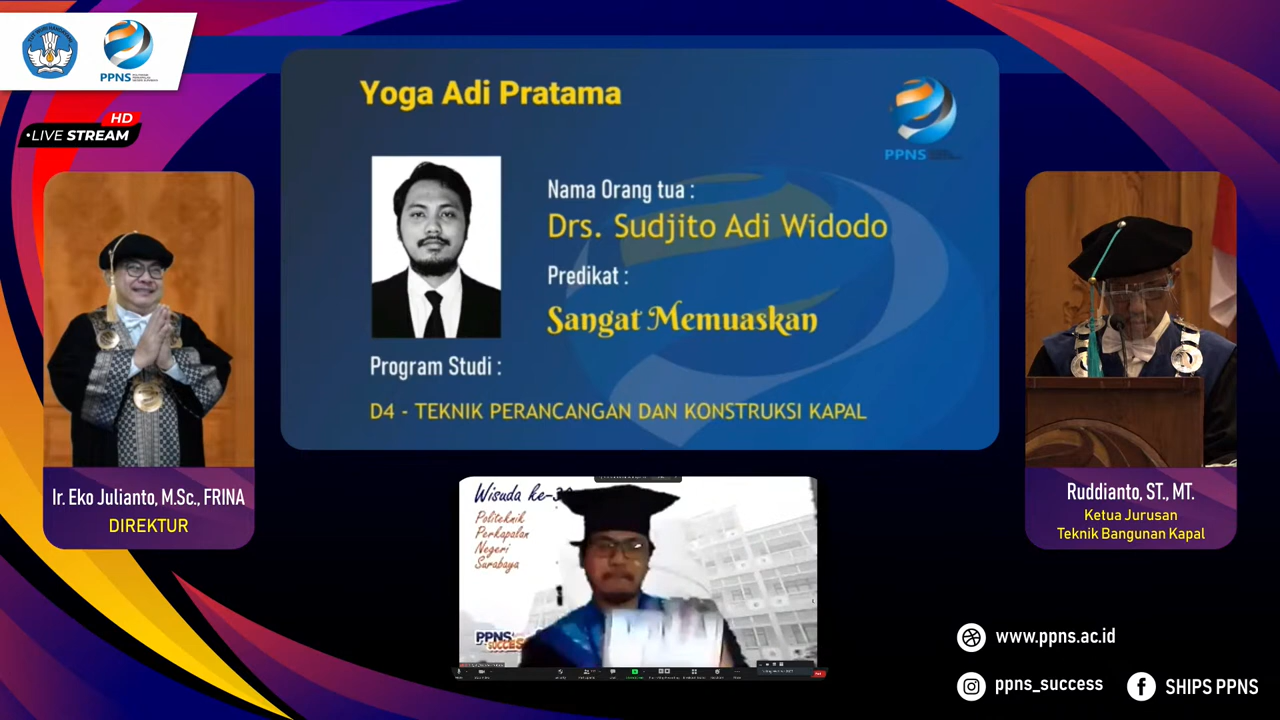 PPNS
HD
LIVE STREAM
Yoga Adi Pratama
PPNS
Nama Orang tua :
Drs. Sudjito Adi Widodo
Predikat :
Sangat Memuaskan
Program Studi :
D4 - TEKNIK PERANCANGAN DAN KONSTRUKSI KAPAL
Ir. Eko Julianto, M.Sc., FRINA
DIREKTUR
Ruddianto, ST., MT.
Ketua Jurusan
Teknik Bangunan Kapal
Wisuda ke-
Politeknik
Perkapalan
Negeri
Surabaya
PPNS
SUCCES
www.ppns.ac.id
ppns_success
SHIPS PPNS